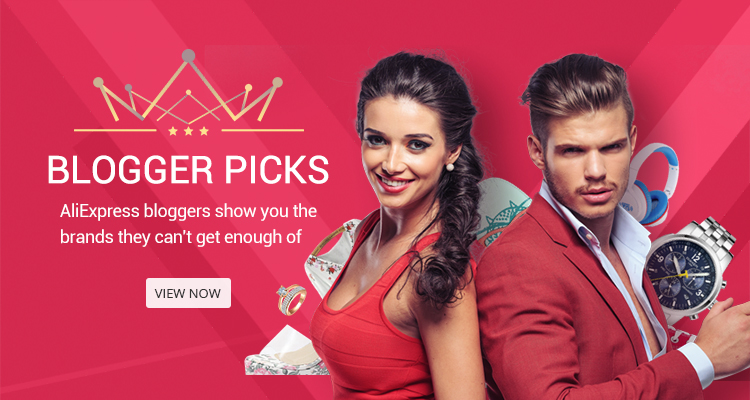 BLOGGER PICKS
AliExpress bloggers show you the
brands they can't get enough of
VIEW NOW